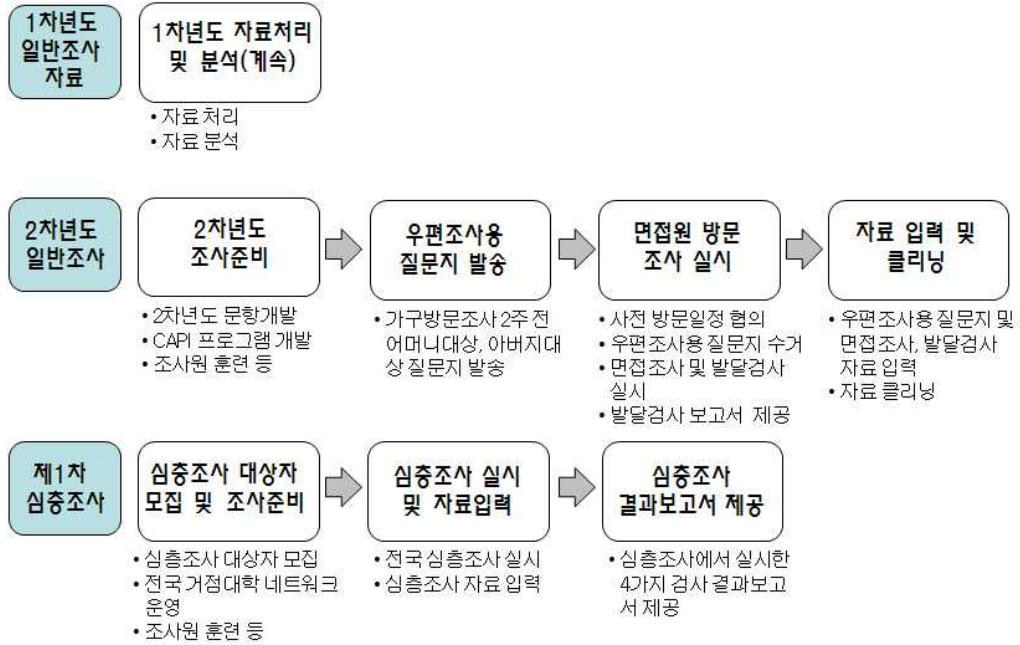 1차년도
일반조사
자료
1차년도 자료처리
및 분석(계속)
• 자료 처리
• 자료 분석
2차년도
일반조사
2차년도
조사준비
• 2차년도 문항개발
• CAPI 프로그램 개발
• 조사원 훈련 등
우편조사용
질문지 발송
• 가구방문조사 2주 전
어머니대상, 아버지대
상 질문지 발송
면접원 방문
조사 실시
• 사전 방문일정 협의
• 우편조사용 질문지 수거
• 면접조사 및 발달검사
실시
• 발달검사 보고서 제공
자료 입력 및
클리닝
• 우편조사용 질문지 및
면접조사, 발달검사
자료 입력
• 자료 클리닝
제1차
심층조사
심층조사 대상자
모집 및 조사준비
• 심층조사 대상자 모집
• 전국 거점대학 네트워크
운영
• 조사원 훈련 등
심층조사 실시
및 자료입력
• 전국 심층조사 실시
• 심층조사 자료 입력
심층조사
결과보고서 제공
• 심층조사에서 실시한
4가지 검사 결과보고
서 제공